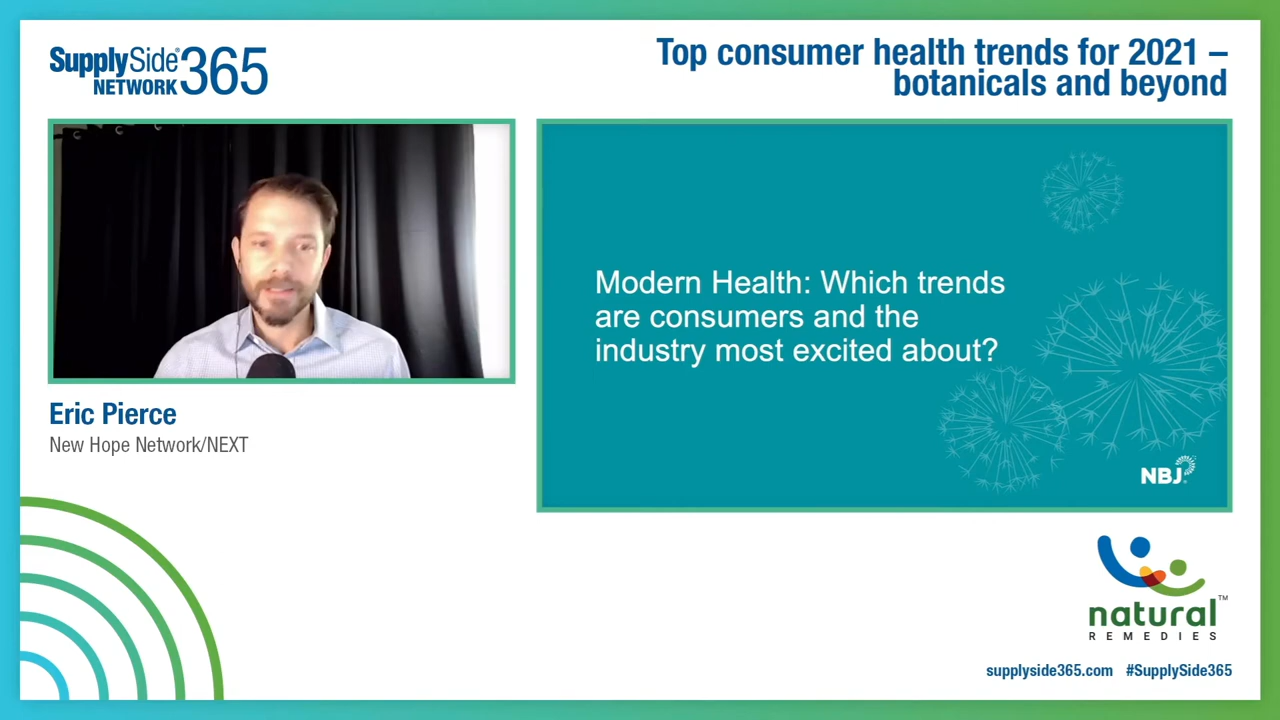 SupplySide®
NETWORK 365
Top consumer health trends for 2021 –
botanicals and beyond
Modern Health: Which trends
are consumers and the
industry most excited about?
NBJ
Eric Pierce
New Hope Network/NEXT
natural™
REMEDIES
supplyside365.com #SupplySide365